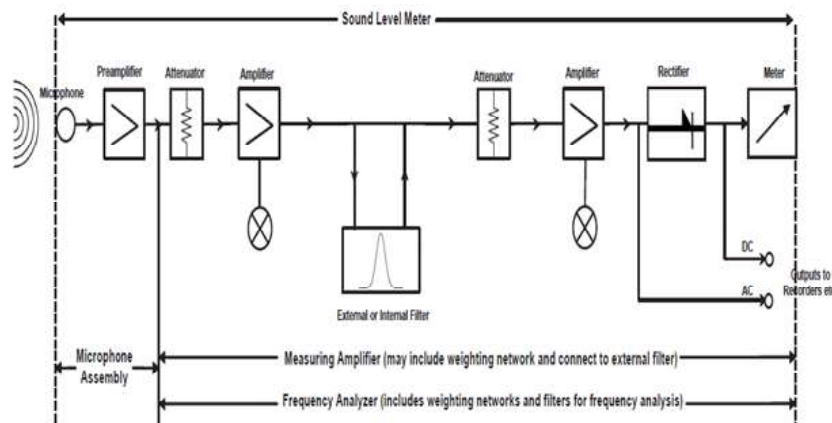 Sound Level Meter
Microphone
Preamplifier
Attenuator
Amplifier
Attenuator
Amplifier
Rectifier
Meter
External or Internal Filter
DC
AC
Outputs to
Recorders etc
Microphone
Assembly
Measuring Amplifier (may include weighting network and connect to external filter)
Frequency Analyzer (includes weighting networks and filters for frequency analysis)